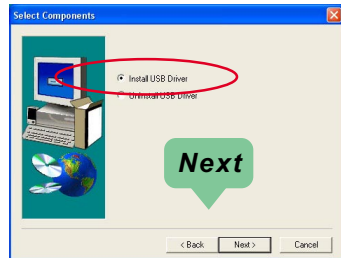 Select Components
Install USB Driver
Uninstall USB Driver
Next
< Back
Next >
Cancel